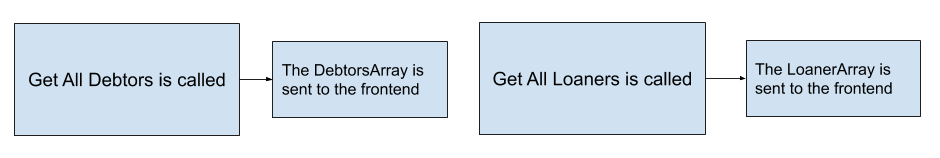 Get All Debtors is called
The DebtorsArray is
sent to the frontend
Get All Loaners is called
The LoanerArray is
sent to the frontend